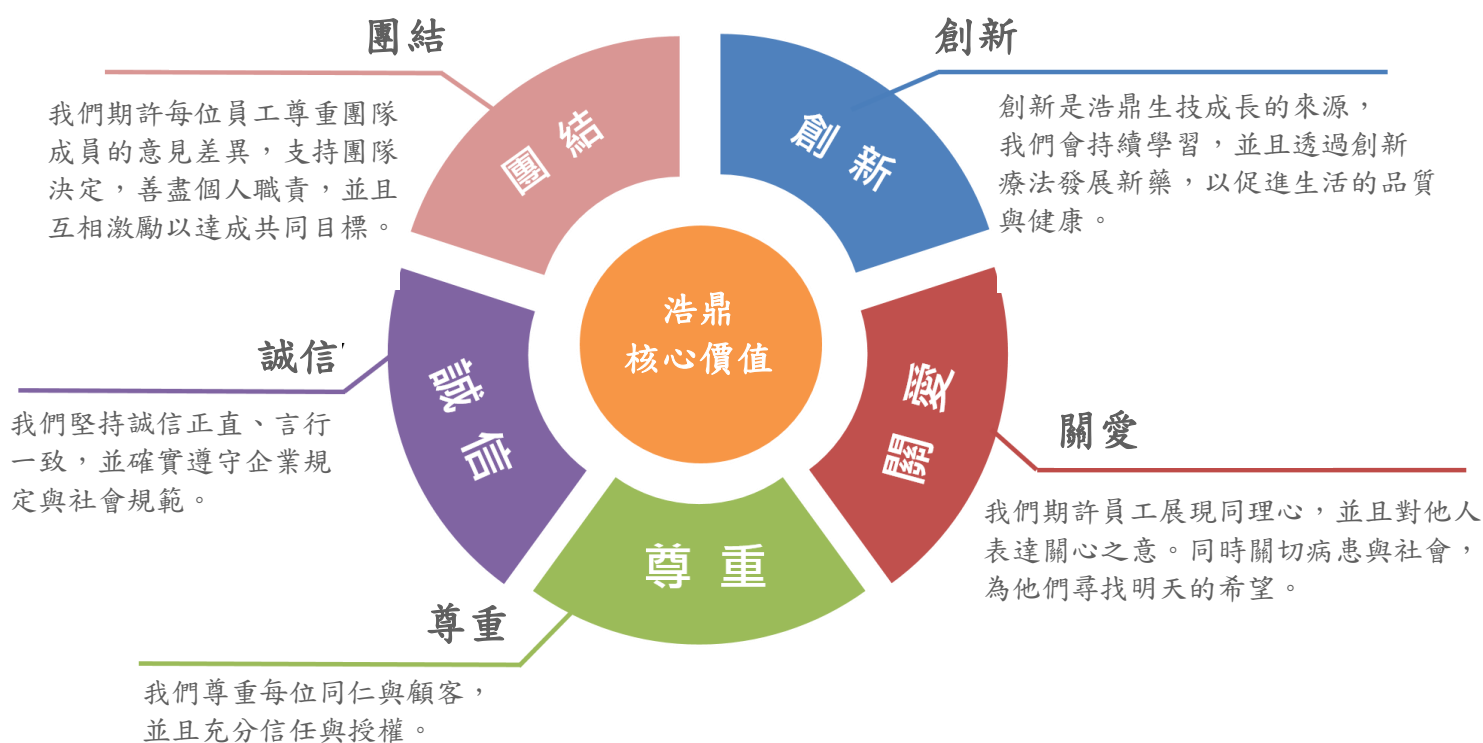 團結
我們期許每位員工尊重團隊
成員的意見差異，支持團隊
決定，善盡個人職責，並且
互相激勵以達成共同目標。
創新
創新是浩鼎生技成長的來源，
我們會持續學習，並且透過創新
療法發展新藥，以促進生活的品質
與健康。
團結
創新
浩鼎
核心價值
誠信
我們堅持誠信正直、言行
一致，並確實遵守企業規
定與社會規範。
誠信
關愛
關愛
我們期許員工展現同理心，並且對他人
表達關心之意。同時關切病患與社會，
為他們尋找明天的希望。
尊重
尊重
我們尊重每位同仁與顧客，
並且充分信任與授權。